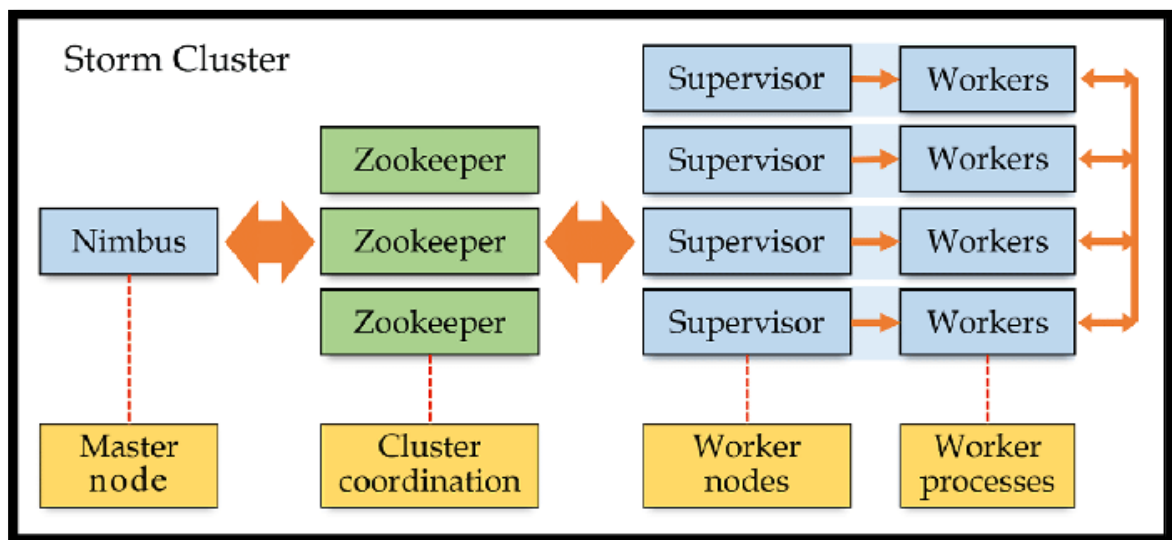 Storm Cluster
Supervisor
Workers
Zookeeper
Supervisor
Workers
Nimbus
Zookeeper
Supervisor
Workers
Zookeeper
Supervisor
Workers
Master
node
Cluster
coordination
Worker
nodes
Worker
processes